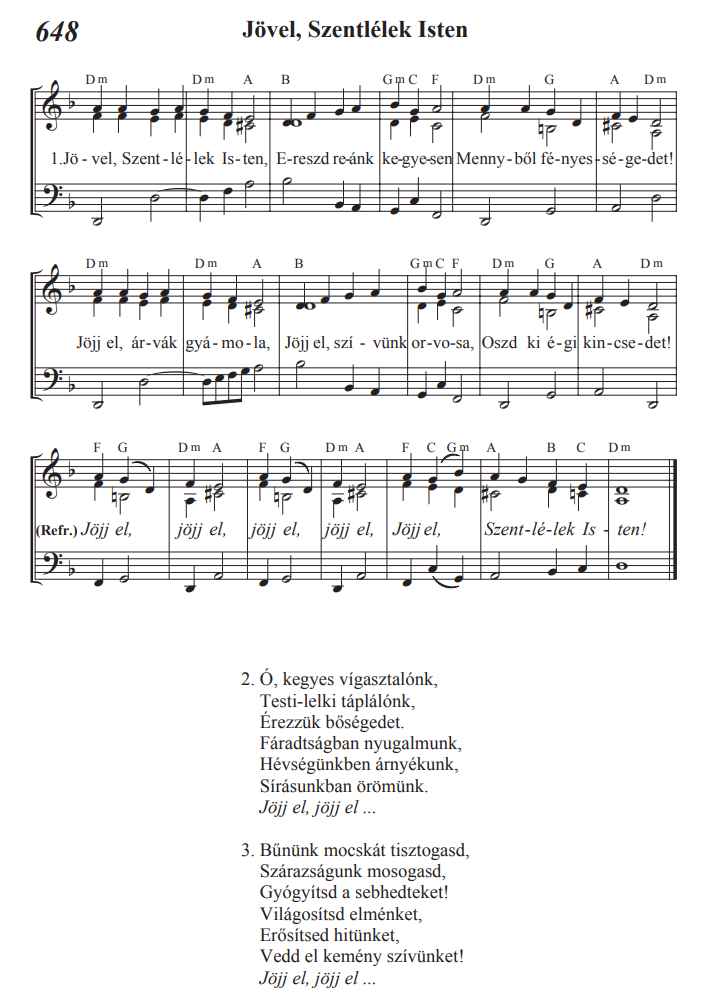 648 Jövel, Szentlélek Isten
Dm Dm A B Gm C F Dm G A Dm
1.Jö - vel, Szent-lé-lek Is-ten, E-reszd re-ánk ke-gye-sen Meny-ből fé-nyes-sé-ge-det!
Dm Dm A B Gm C F Dm G A Dm
Jöjj el, ár-vák gyá-mo-la, Jöjj el, szí - vünk or-vo-sa, Oszd ki é-gi kin-cse-det!
F G Dm A F G Dm A F C Gm A B C Dm
(Refr.) Jöjj el, jöjj el, jöjj el, jöjj el, Jöjj el, Szent-lé-lek Is - ten!
2. Ó, kegyes vígasztalónk,
Testi-lelki táplálónk,
Érezzük bőségedet.
Fáradtságban nyugalmunk,
Hévségünkben árnyékunk,
Sírásunkban örömünk.
Jöjj el, jöjj el ...
3. Bűnünk mocskát tisztogasd,
Szárazságunk mosogasd,
Gyógyítsd a sebhedteket!
Világosítsd elménket,
Erősítsed hitünket,
Vedd el kemény szívünket!
Jöjj el, jöjj el ...